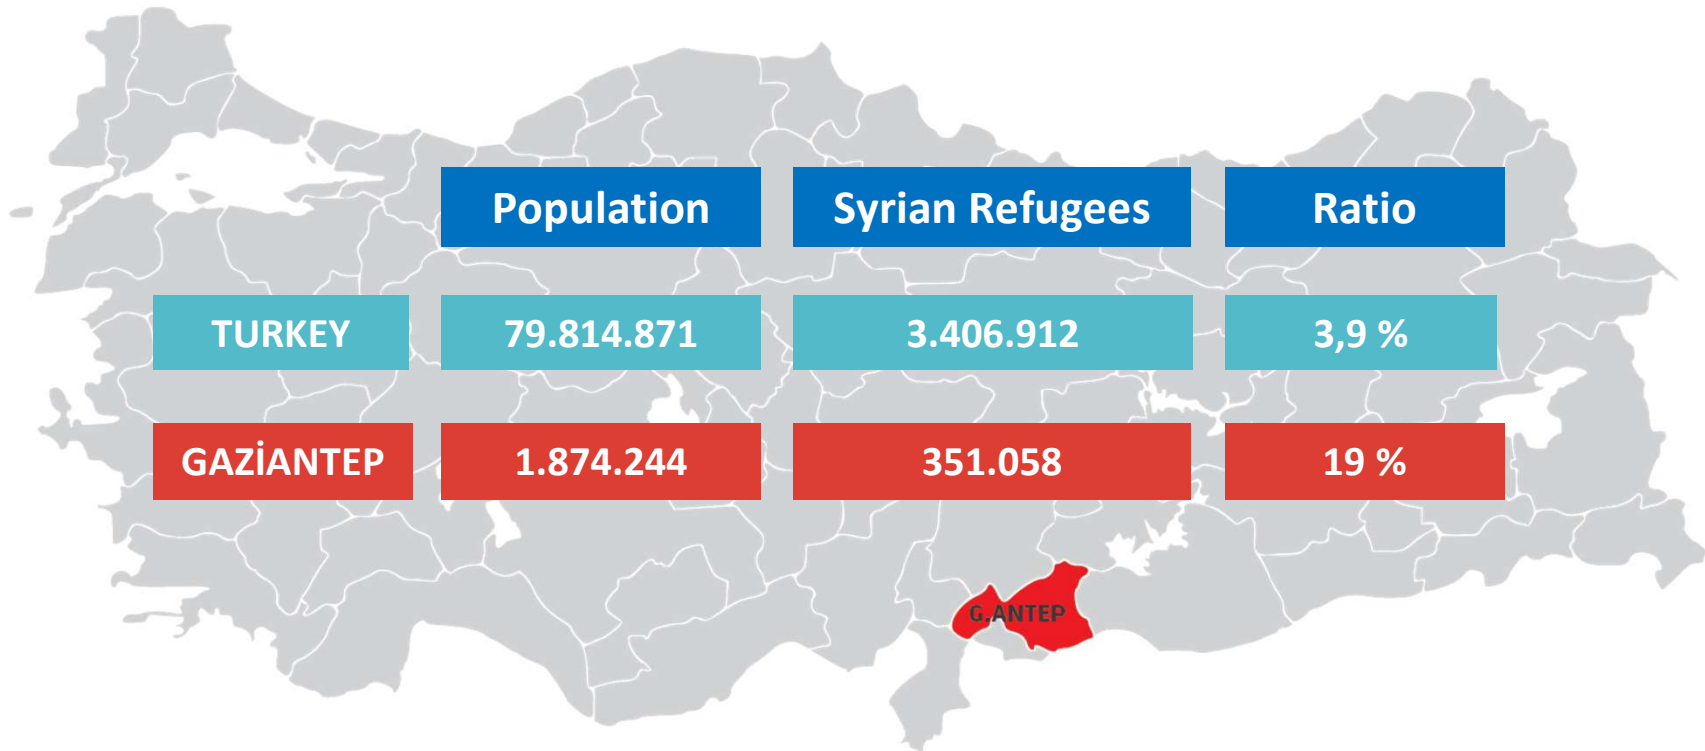 Population Syrian Refugees Ratio
TURKEY 79.814.871 3.406.912 3,9 %
GAZİANTEP 1.874.244 351.058 19 %
G.ANTEP